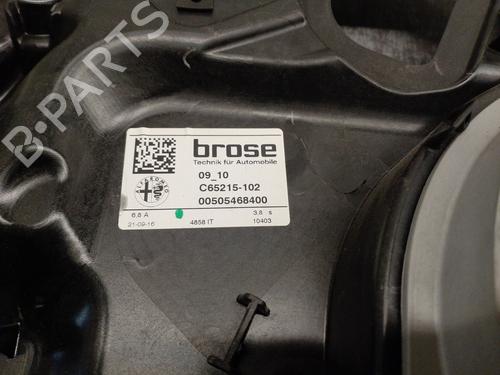 B-PARTS
brose
Technik für Automobile
09_10
C65215-102
00505468400
6,8 A
3,8 s
21-09-16
4858 IT
10403